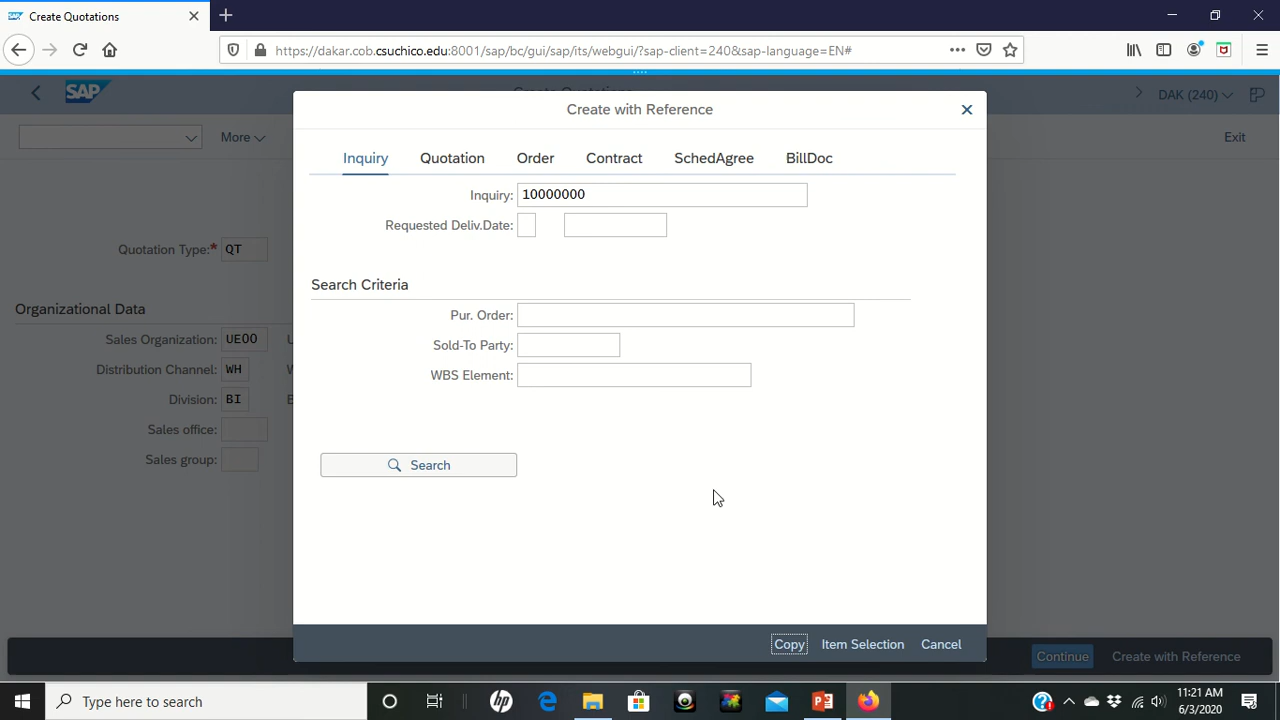 Create Quotations
https://dakar.cob.csuchico.edu:8001/sap/bc/gui/sap/its/webgui/?sap-client=240&sap-language=EN#
SAP
DAK (240)
More
Exit
Create with Reference
Inquiry Quotation Order Contract SchedAgree BillDoc
Inquiry: 10000000
Requested Deliv.Date:
Quotation Type:* QT
Search Criteria
Organizational Data
Pur. Order:
Sales Organization: UE00
Sold-To Party:
Distribution Channel: WH
WBS Element:
Division: BI
Sales office:
Sales group:
Search
Copy Item Selection Cancel
Continue Create with Reference
Type here to search
11:21 AM
6/3/2020